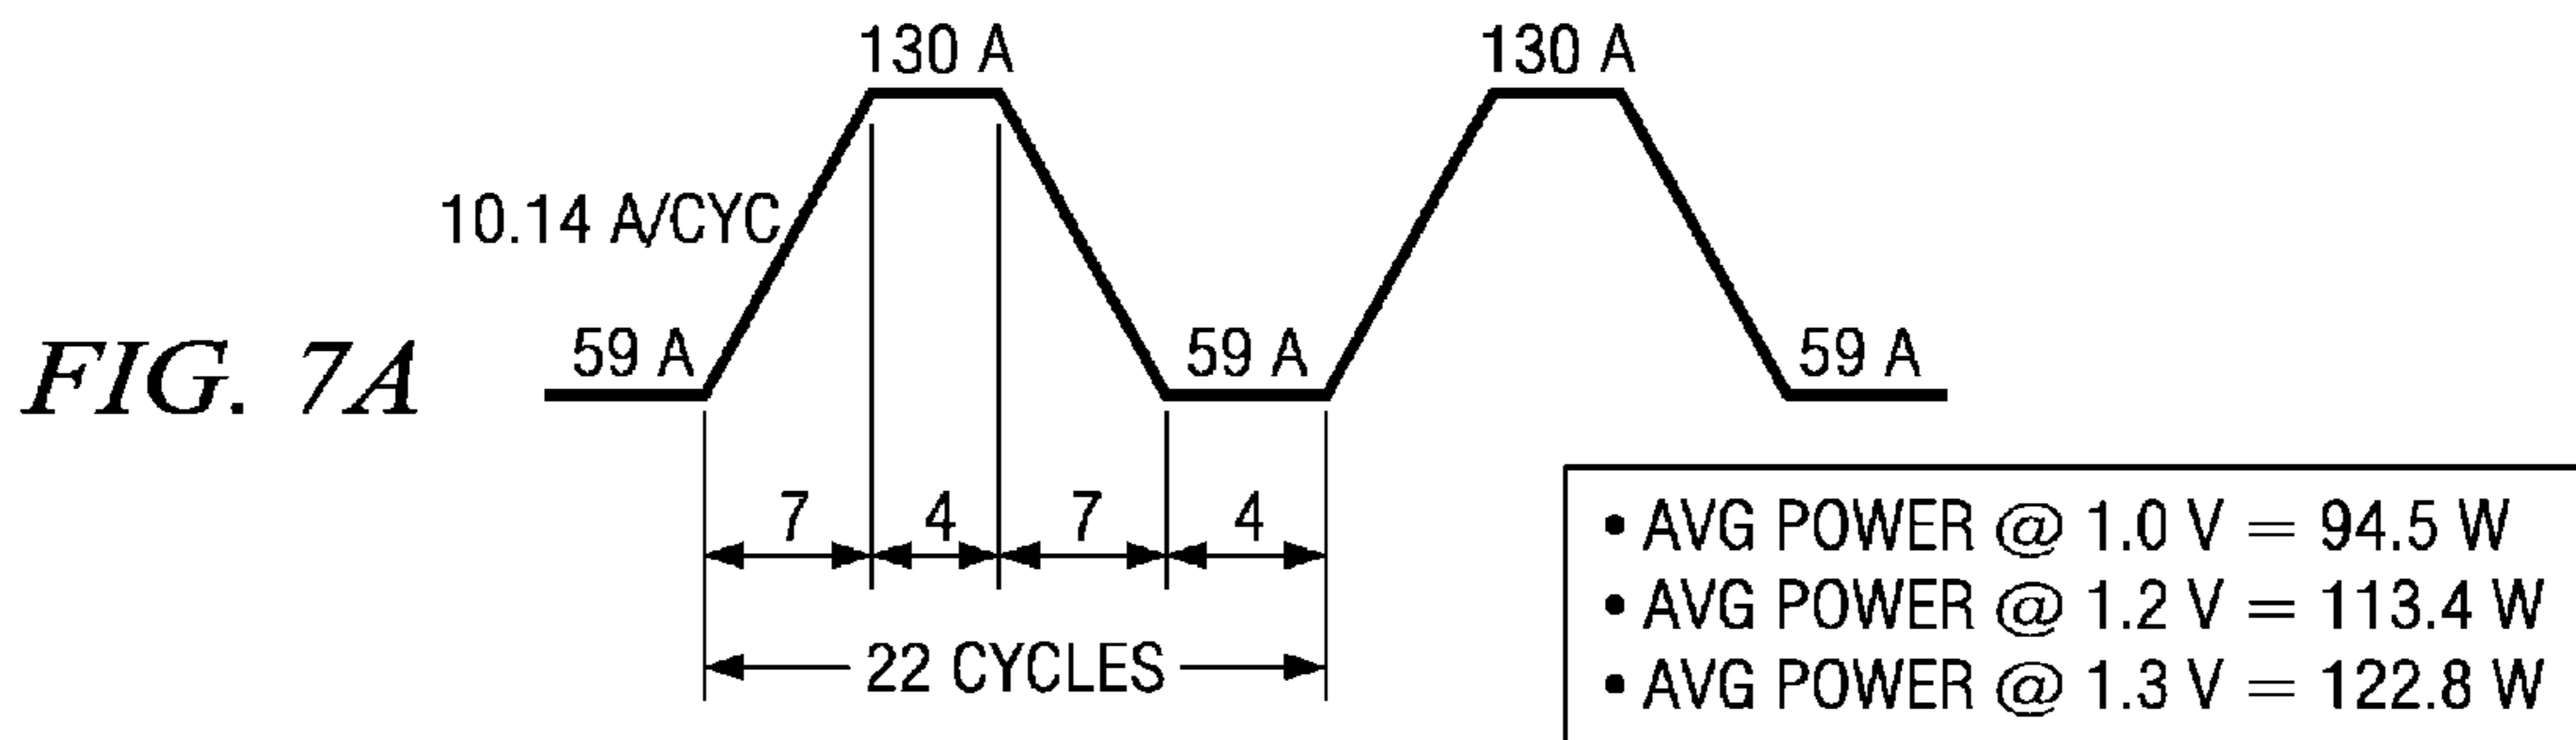 130 A
130 A
10.14 A/CYC
59 A
59 A
59 A
FIG. 7A
7
4
7
4
22 CYCLES
• AVG POWER @ 1.0 V = 94.5 W
• AVG POWER @ 1.2 V = 113.4 W
• AVG POWER @ 1.3 V = 122.8 W